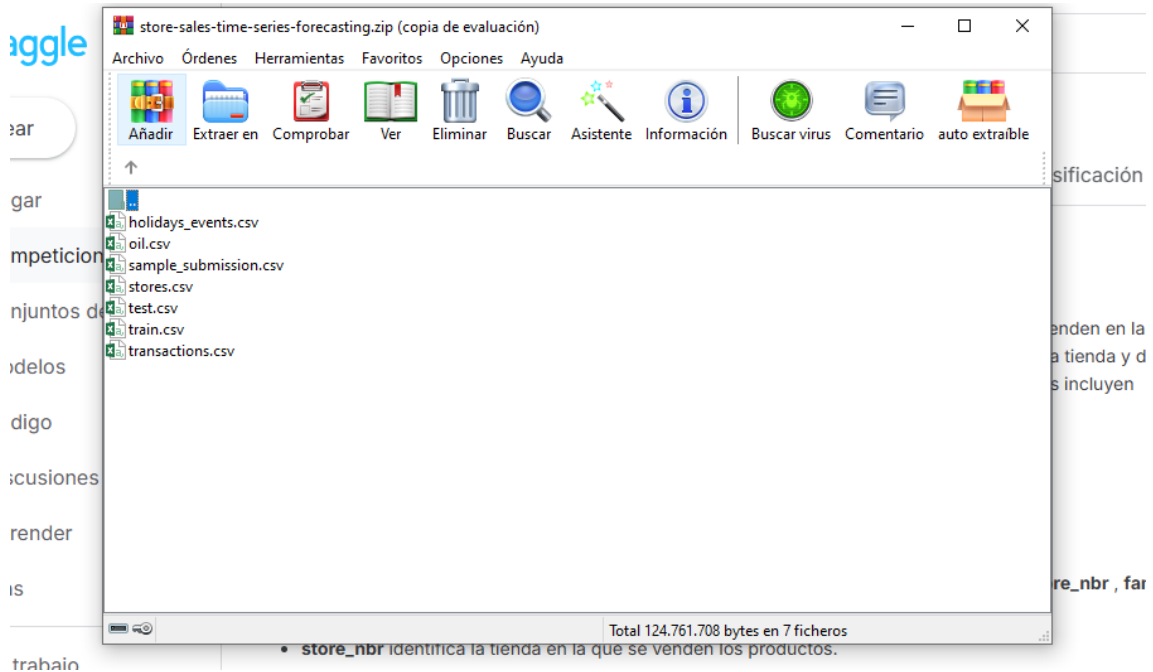 store-sales-time-series-forecasting.zip (copia de evaluación)
Archivo Órdenes Herramientas Favoritos Opciones Ayuda
Añadir Extraer en Comprobar Ver Eliminar Buscar Asistente Información Buscar virus Comentario auto extraíble
..
holidays_events.csv
oil.csv
sample_submission.csv
stores.csv
test.csv
train.csv
transactions.csv
Total 124.761.708 bytes en 7 ficheros
aggle
ear
gar
mpeticion
njuntos de
odelos
digo
scusiones
render
as
trabajo
sificación
enden en la
a tienda y d
s incluyen
re_nbr , far
• store_nbr identifica la tienda en la que se venden los productos.